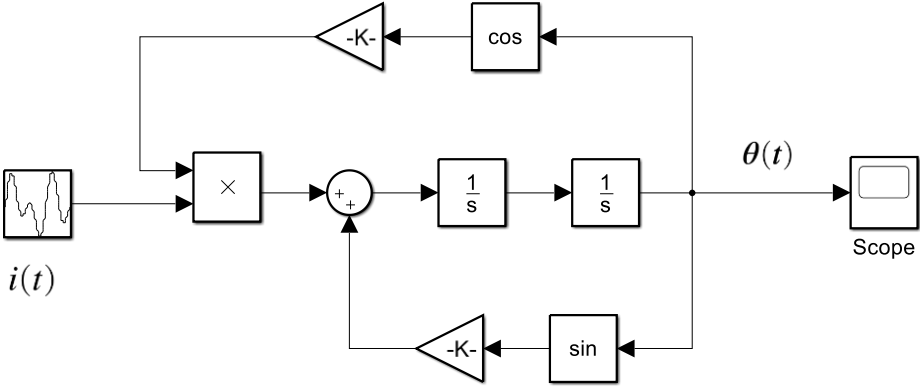 -K-
cos
θ(t)
×
+
+
1
s
1
s
Scope
i(t)
-K-
sin